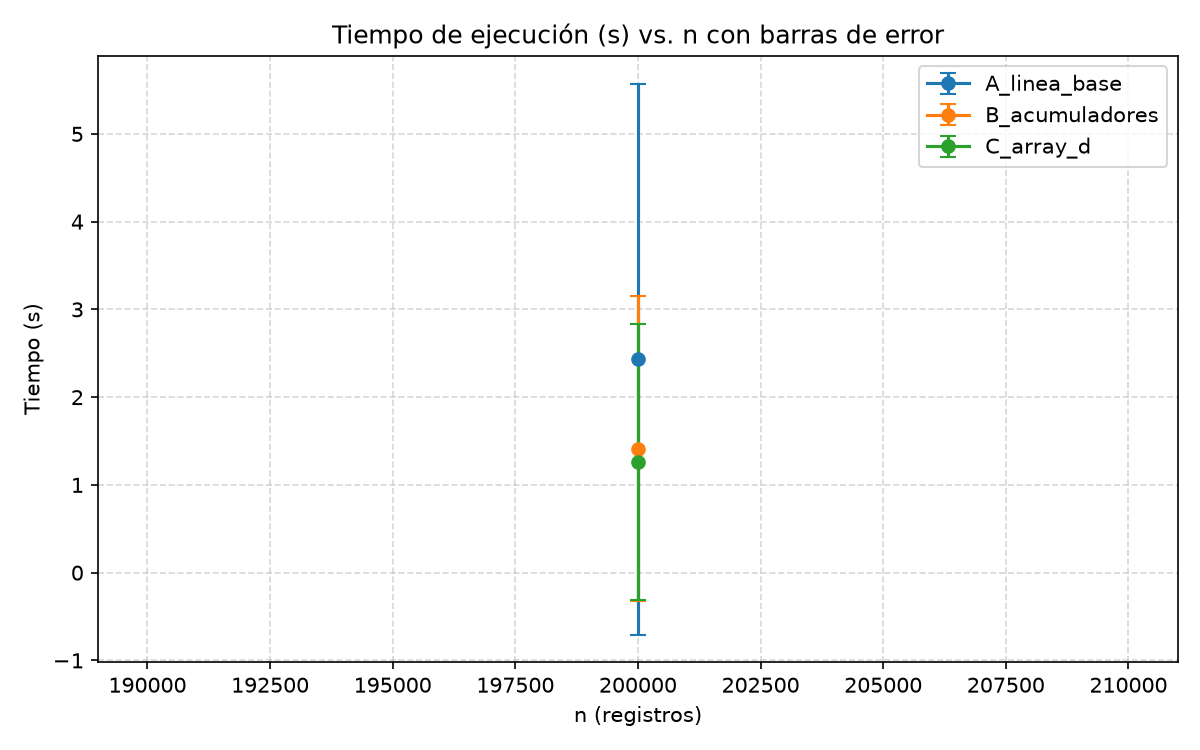 Tiempo de ejecución (s) vs. n con barras de error
A_linea_base
B_acumuladores
C_array_d
Tiempo (s)
5
4
3
2
1
0
−1
190000 192500 195000 197500 200000 202500 205000 207500 210000
n (registros)